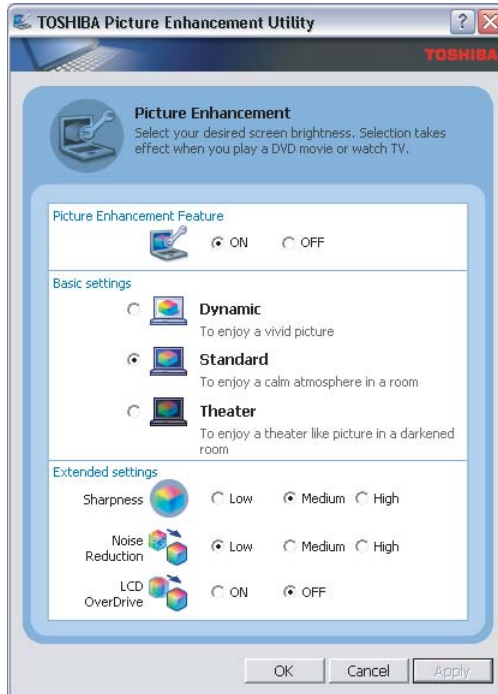 TOSHIBA Picture Enhancement Utility
TOSHIBA
Picture Enhancement
Select your desired screen brightness. Selection takes
effect when you play a DVD movie or watch TV.
Picture Enhancement Feature
ON OFF
Basic settings
Dynamic
To enjoy a vivid picture
Standard
To enjoy a calm atmosphere in a room
Theater
To enjoy a theater like picture in a darkened
room
Extended settings
Sharpness Low Medium High
Noise
Reduction Low Medium High
LCD
OverDrive ON OFF
OK Cancel Apply